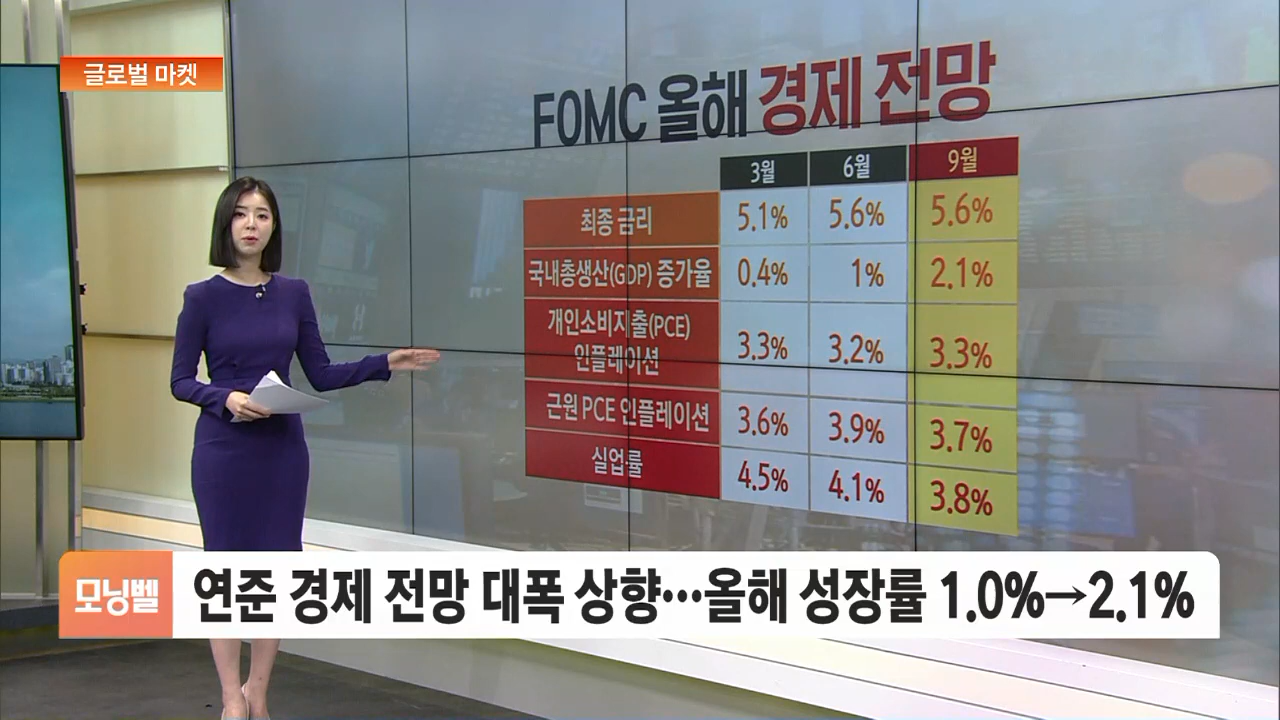 글로벌 마켓
FOMC 올해 경제 전망
3월 6월 9월
최종 금리 5.1% 5.6% 5.6%
국내총생산(GDP) 증가율 0.4% 1% 2.1%
개인소비지출(PCE)
인플레이션 3.3% 3.2% 3.3%
근원 PCE 인플레이션 3.6% 3.9% 3.7%
실업률 4.5% 4.1% 3.8%
모닝벨
연준 경제 전망 대폭 상향…올해 성장률 1.0%→2.1%